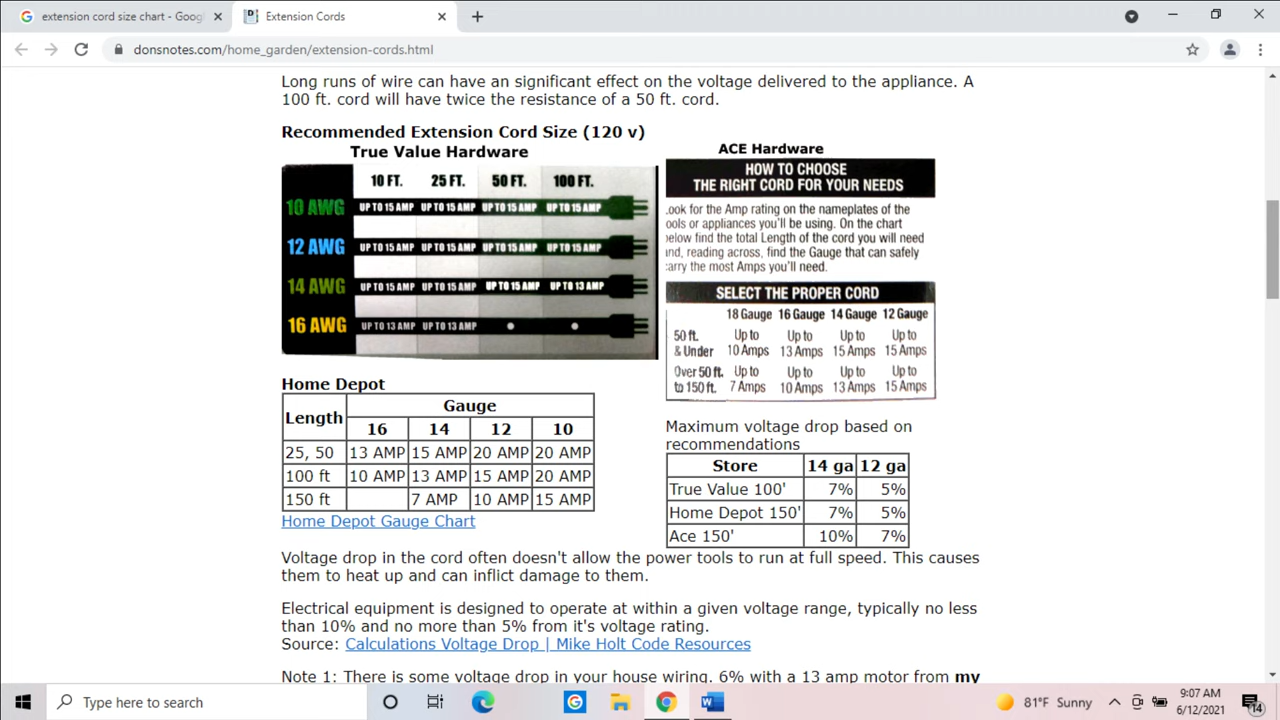 extension cord size chart - Goog
Extension Cords
donsnotes.com/home_garden/extension-cords.html
Long runs of wire can have an significant effect on the voltage delivered to the appliance. A
100 ft. cord will have twice the resistance of a 50 ft. cord.
Recommended Extension Cord Size (120 v)
True Value Hardware
10 FT. 25 FT. 50 FT. 100 FT.
10 AWG UP TO 15 AMP UP TO 15 AMP UP TO 15 AMP UP TO 15 AMP
12 AWG UP TO 15 AMP UP TO 15 AMP UP TO 15 AMP UP TO 15 AMP
14 AWG UP TO 15 AMP UP TO 15 AMP UP TO 15 AMP UP TO 13 AMP
16 AWG UP TO 13 AMP UP TO 13 AMP
ACE Hardware
HOW TO CHOOSE
THE RIGHT CORD FOR YOUR NEEDS
ook for the Amp rating on the nameplates of the
ools or appliances you'll be using. On the chart
elow find the total Length of the cord you will need
nd, reading across, find the Gauge that can safely
arry the most Amps you'll need.
SELECT THE PROPER CORD
18 Gauge 16 Gauge 14 Gauge 12 Gauge
50 ft. Up to Up to Up to Up to
& Under 10 Amps 13 Amps 15 Amps 15 Amps
Over 50 ft. Up to Up to Up to Up to
to 150 ft. 7 Amps 10 Amps 13 Amps 15 Amps
Home Depot
Length Gauge
16 14 12 10
25, 50 13 AMP 15 AMP 20 AMP 20 AMP
100 ft 10 AMP 13 AMP 15 AMP 20 AMP
150 ft 7 AMP 10 AMP 15 AMP
Home Depot Gauge Chart
Maximum voltage drop based on
recommendations
Store 14 ga 12 ga
True Value 100' 7% 5%
Home Depot 150' 7% 5%
Ace 150' 10% 7%
Voltage drop in the cord often doesn't allow the power tools to run at full speed. This causes
them to heat up and can inflict damage to them.
Electrical equipment is designed to operate at within a given voltage range, typically no less
than 10% and no more than 5% from it's voltage rating.
Source: Calculations Voltage Drop | Mike Holt Code Resources
Note 1: There is some voltage drop in your house wiring. 6% with a 13 amp motor from my
Type here to search
81°F Sunny
9:07 AM
6/12/2021
14